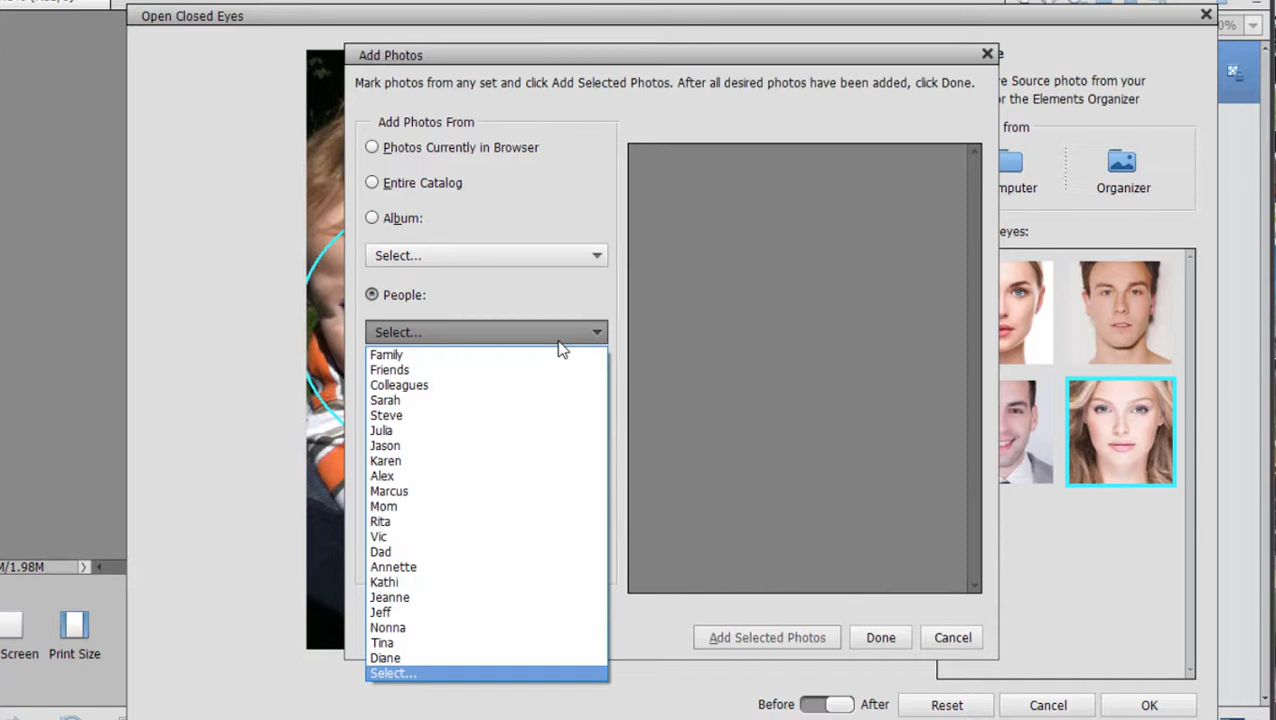 Open Closed Eyes
0%
Add Photos
Mark photos from any set and click Add Selected Photos. After all desired photos have been added, click Done.
Add Photos From
Photos Currently in Browser
Entire Catalog
Album:
Select...
People:
Select...
Family
Friends
Colleagues
Sarah
Steve
Julia
Jason
Karen
Alex
Marcus
Mom
Rita
Vic
Dad
Annette
Kathi
Jeanne
Jeff
Nonna
Tina
Diane
Select...
Add Selected Photos
Done
Cancel
e Source photo from your
r the Elements Organizer
from
mputer
Organizer
eyes:
M/1.98M
Screen
Print Size
Before
After
Reset
Cancel
OK